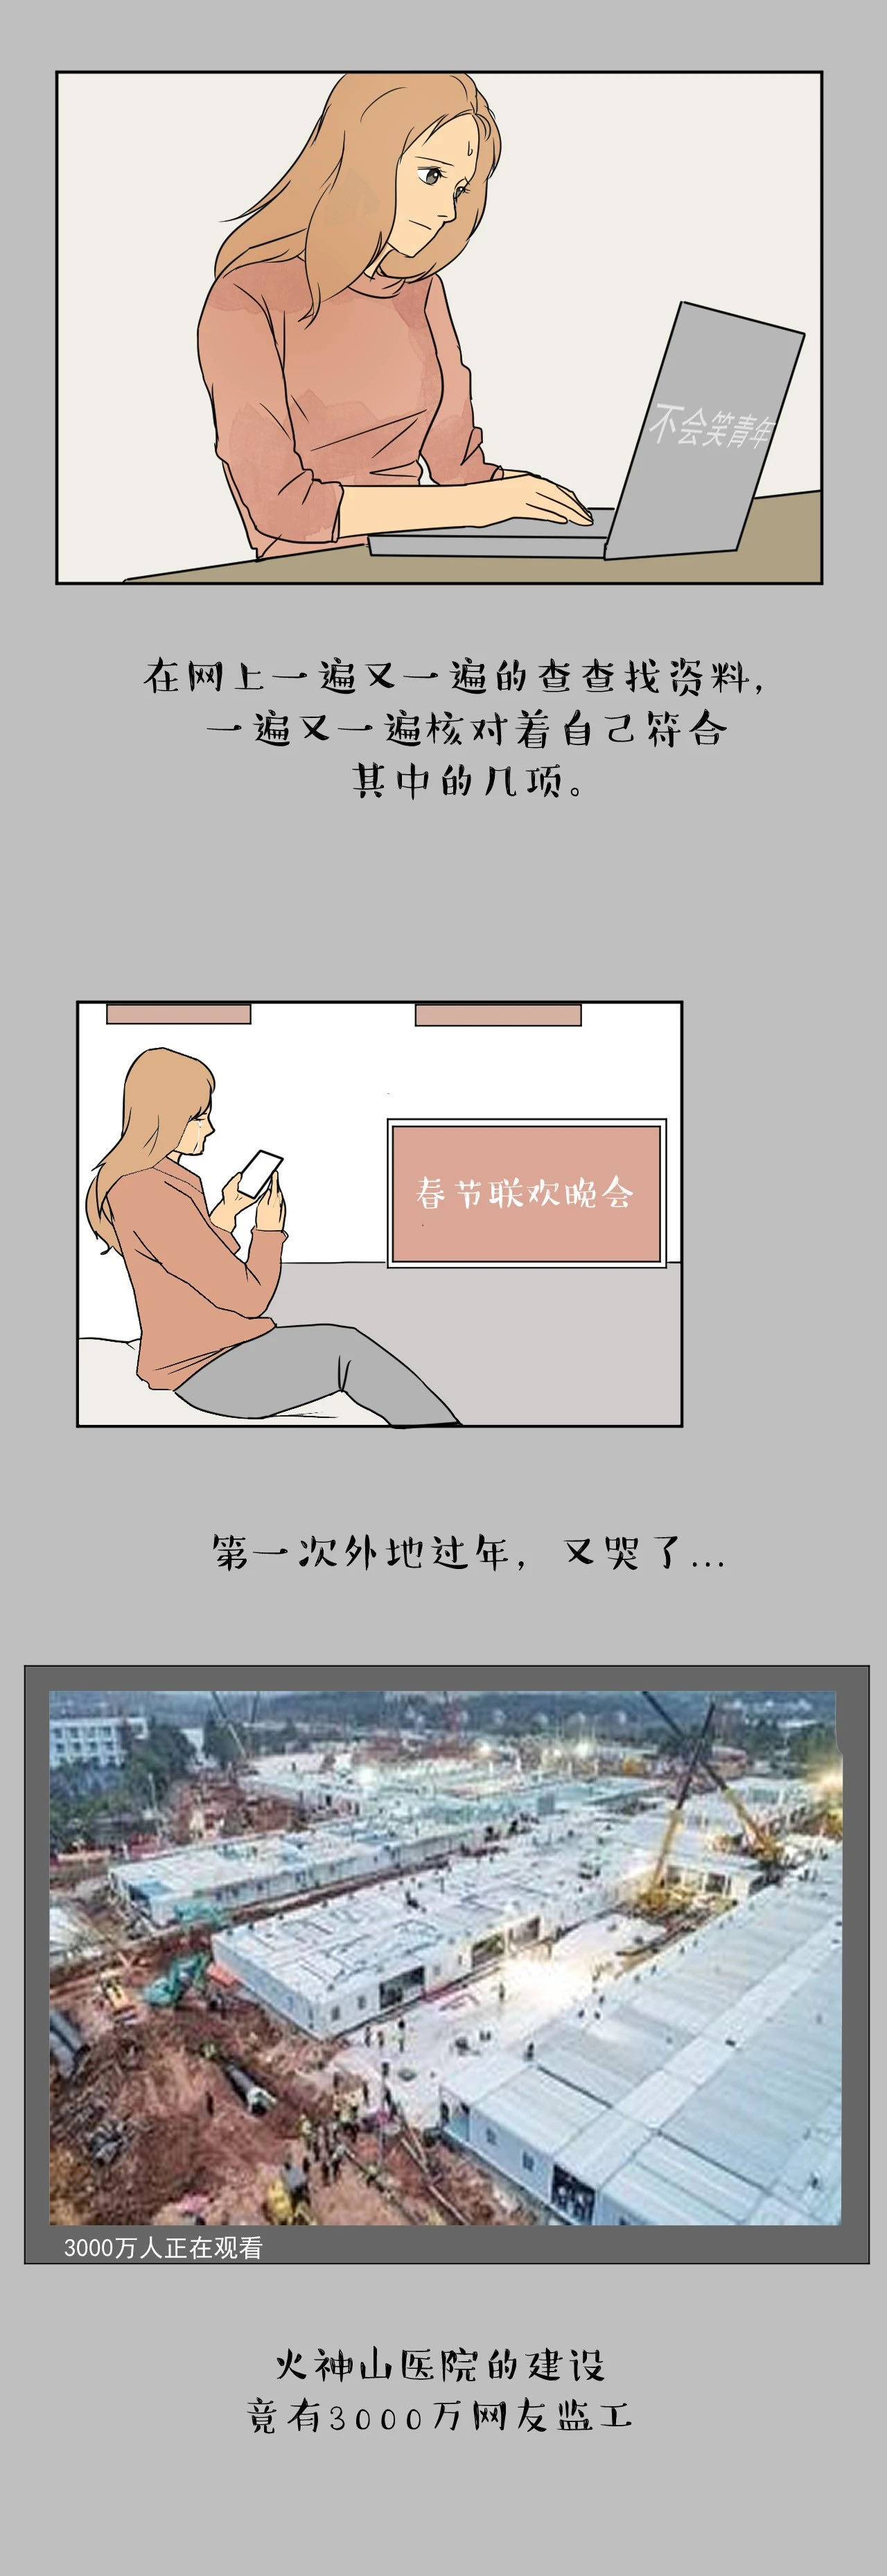 不会笑青年
在网上一遍又一遍的查查找资料,
一遍又一遍核对着自己符合
其中的几项。
春节联欢晚会
第一次外地过年, 又哭了...
3000万人正在观看
火神山医院的建设
竟有3000万网友监工